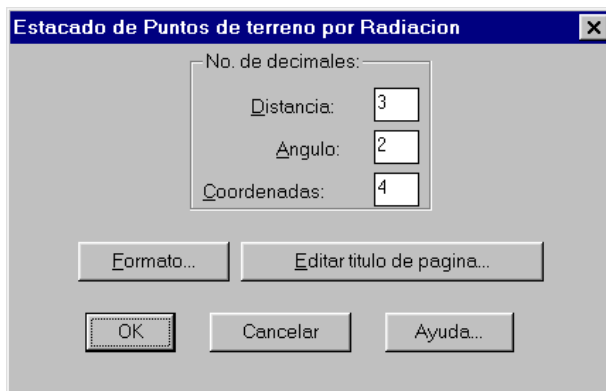 Estacado de Puntos de terreno por Radiacion
No. de decimales:
Distancia: 3
Angulo: 2
Coordenadas: 4
Formato... Editar titulo de pagina...
OK Cancelar Ayuda...